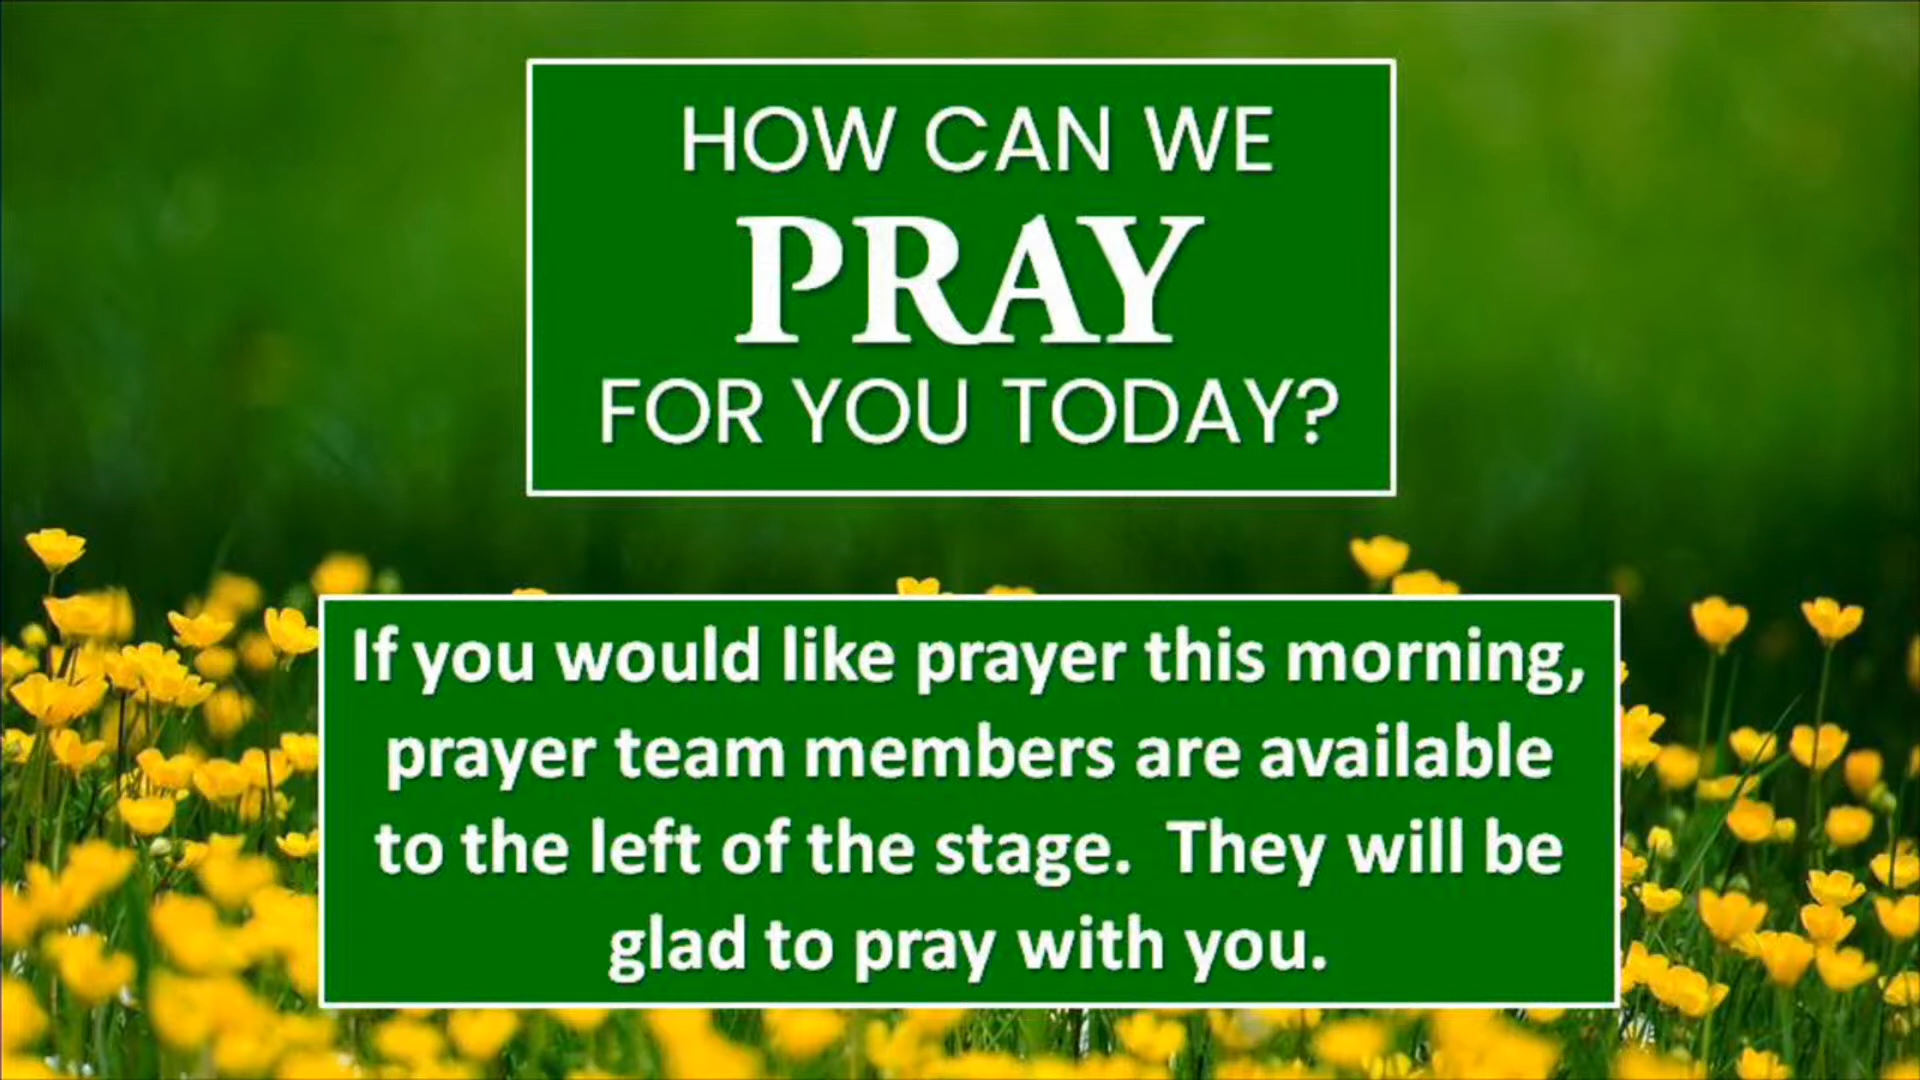 HOW CAN WE
PRAY
FOR YOU TODAY?
If you would like prayer this morning,
prayer team members are available
to the left of the stage.  They will be
glad to pray with you.